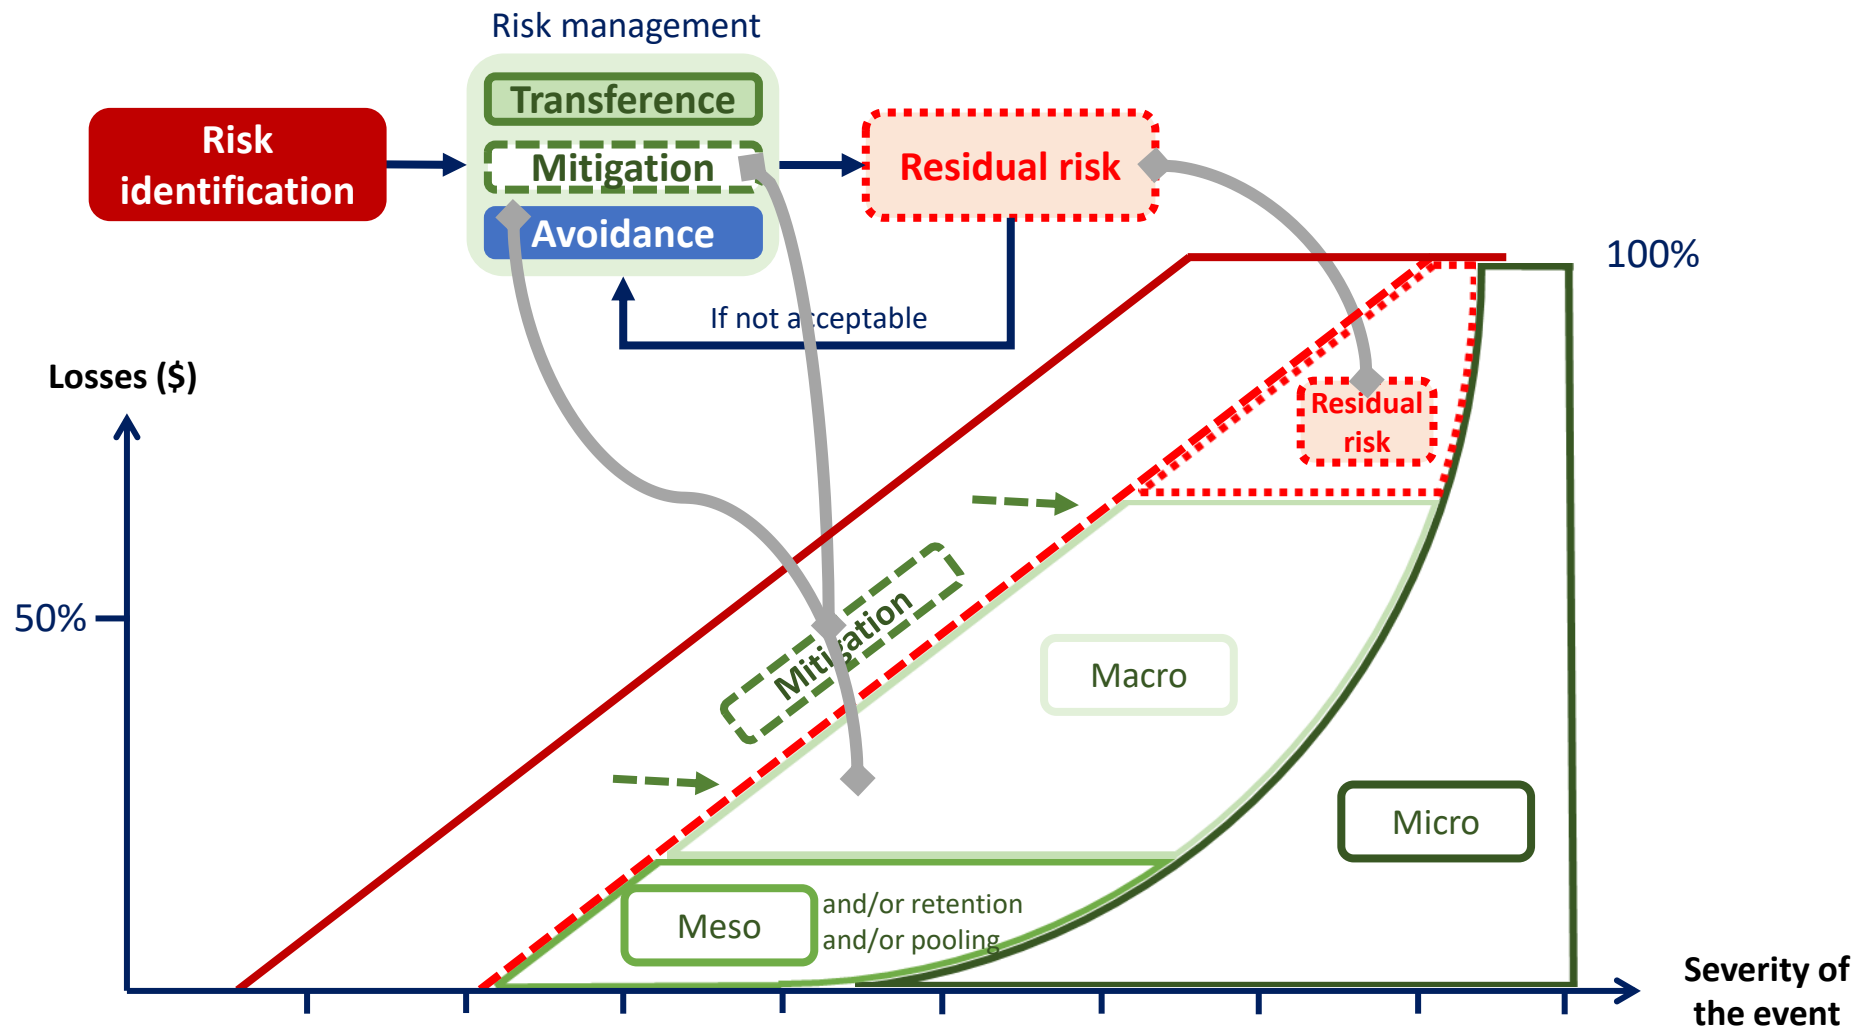 Risk management
Transference
Mitigation
Avoidance
Risk
identification
Residual risk
If not acceptable
100%
Losses ($)
50%
Residual
risk
Mitigation
Macro
Micro
Meso
and/or retention
and/or pooling
Severity of
the event